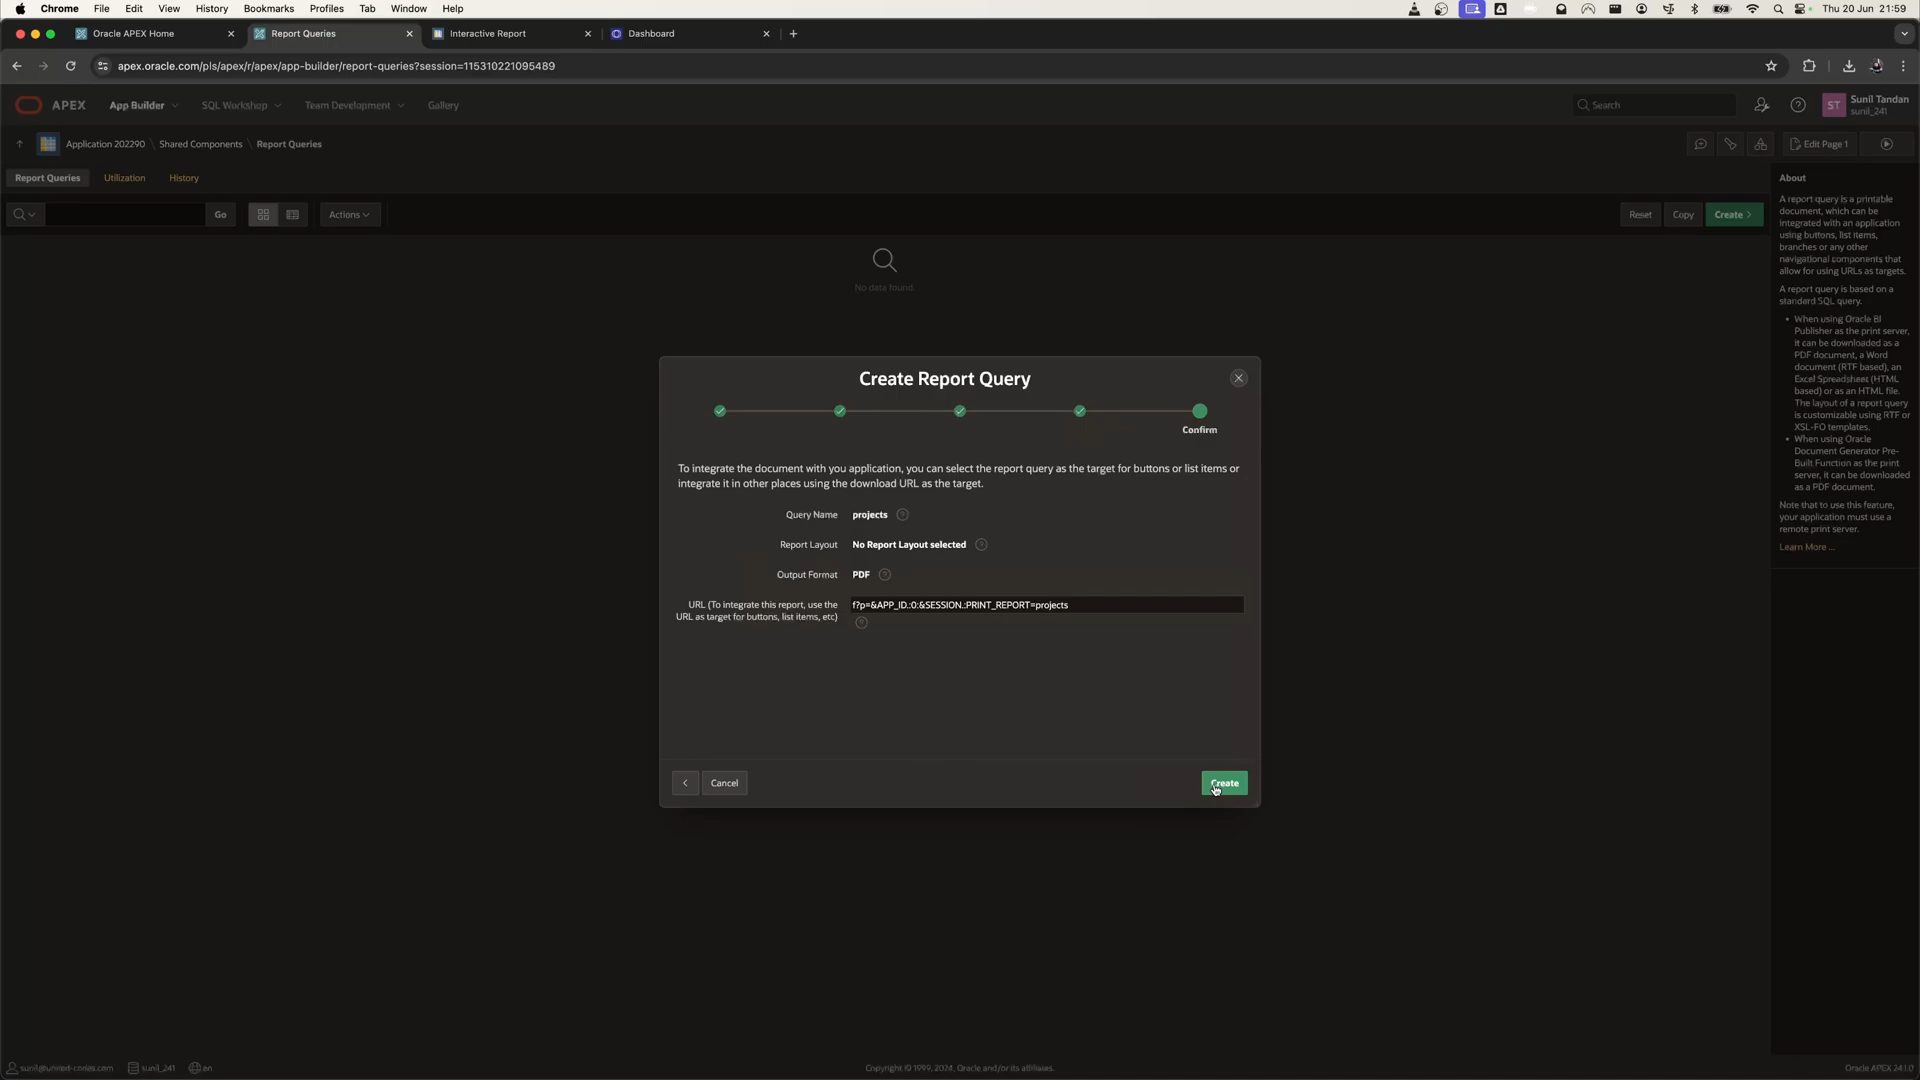 Chrome File Edit View History Bookmarks Profiles Tab Window Help Thu 20 Jun 21:59
Oracle APEX Home Report Queries Interactive Report Dashboard
apex.oracle.com/pls/apex/r/apex/app-builder/report-queries?session=115310221095489
APEX App Builder SQL Workshop Team Development Gallery Search ST Sunil Tandan
sunil_241
Application 202290 \ Shared Components \ Report Queries Edit Page 1
Report Queries Utilization History
Go Actions Reset Copy Create
No data found.
About
A report query is a printable
document, which can be
integrated with an application
using buttons, list items,
branches or any other
navigational components that
allow for using URLs as targets.
A report query is based on a
standard SQL query.
• When using Oracle BI
Publisher as the print server,
it can be downloaded as a
PDF document, a Word
document (RTF based), an
Excel Spreadsheet (HTML
based) or as an HTML file.
The layout of a report query
is customizable using RTF or
XSL-FO templates.
• When using Oracle
Document Generator Pre-
Built Function as the print
server, it can be downloaded
as a PDF document.
Note that to use this feature,
your application must use a
remote print server.
Learn More ...
Create Report Query
Confirm
To integrate the document with you application, you can select the report query as the target for buttons or list items or
integrate it in other places using the download URL as the target.
Query Name projects
Report Layout No Report Layout selected
Output Format PDF
URL (To integrate this report, use the
URL as target for buttons, list items, etc)
f?p=&APP_ID.:0:&SESSION.:PRINT_REPORT=projects
Cancel Create
sunil@united-codes.com sunil_241 en Copyright © 1999, 2024, Oracle and/or its affiliates. Oracle APEX 24.1.0